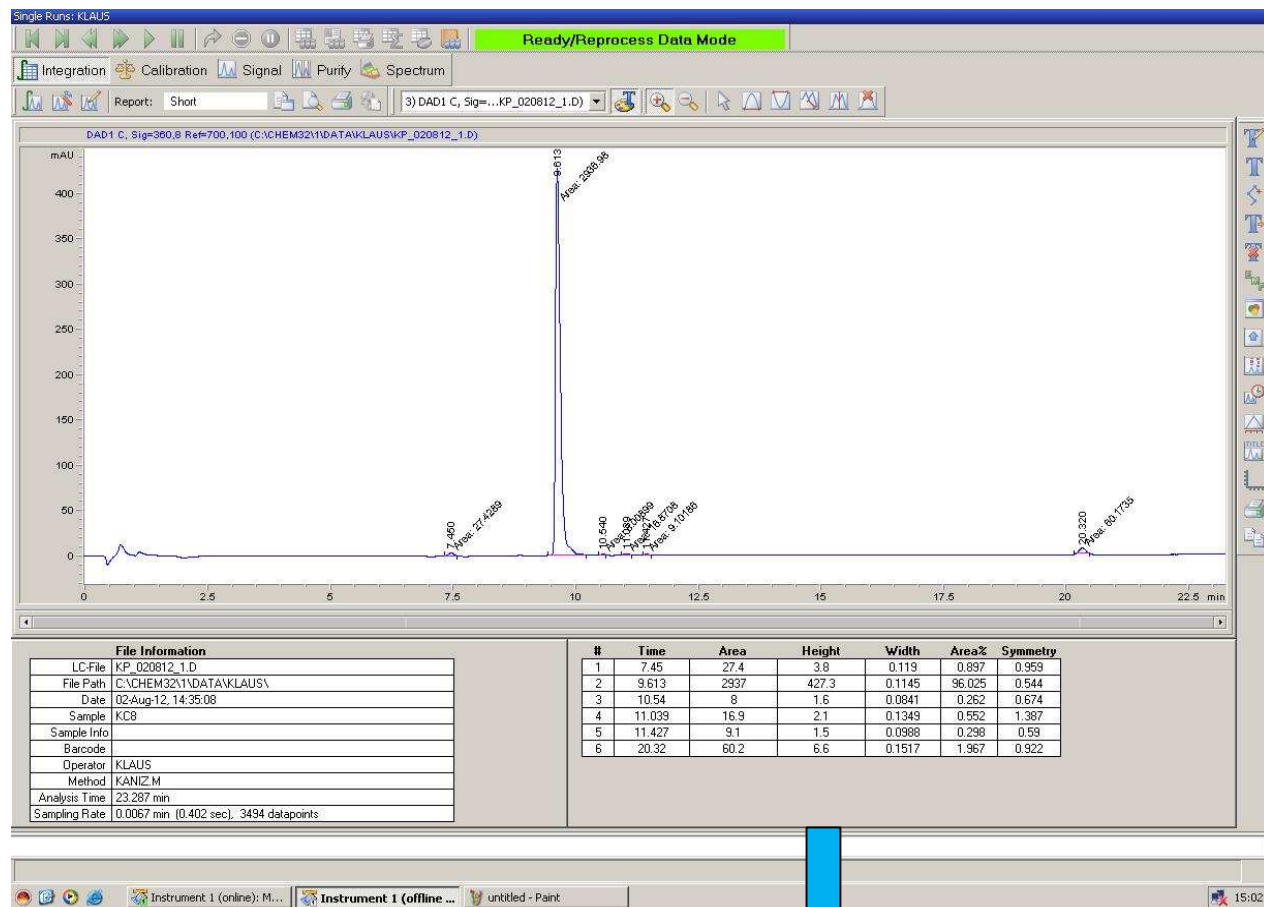 Single Runs: KLAUS
Ready/Reprocess Data Mode
Integration Calibration Signal Purify Spectrum
Report: Short 3) DAD1 C, Sig=...KP_020812_1.D)
DAD1 C, Sig=360,8 Ref=700,100 (C:\CHEM32\1\DATA\KLAUS\KP_020812_1.D)
mAU
400
350
300
250
200
150
100
50
0
7.450
Area: 27.4289
9.613
Area: 2936.98
10.540
Area: 8.00899
Area: 16.8708
Area: 9.10186
20.320
Area: 60.1735
0 2.5 5 7.5 10 12.5 15 17.5 20 22.5 min
File Information
LC-File KP_020812_1.D
File Path C:\CHEM32\1\DATA\KLAUS\
Date 02-Aug-12, 14:35:08
Sample KC8
Sample Info
Barcode
Operator KLAUS
Method KANIZ.M
Analysis Time 23.287 min
Sampling Rate 0.0067 min (0.402 sec), 3494 datapoints
# Time Area Height Width Area% Symmetry
1 7.45 27.4 3.8 0.119 0.897 0.959
2 9.613 2937 427.3 0.1145 96.025 0.544
3 10.54 8 1.6 0.0841 0.262 0.674
4 11.039 16.9 2.1 0.1349 0.552 1.387
5 11.427 9.1 1.5 0.0988 0.298 0.59
6 20.32 60.2 6.6 0.1517 1.967 0.922
Instrument 1 (online): M... Instrument 1 (offline ... untitled - Paint 15:02